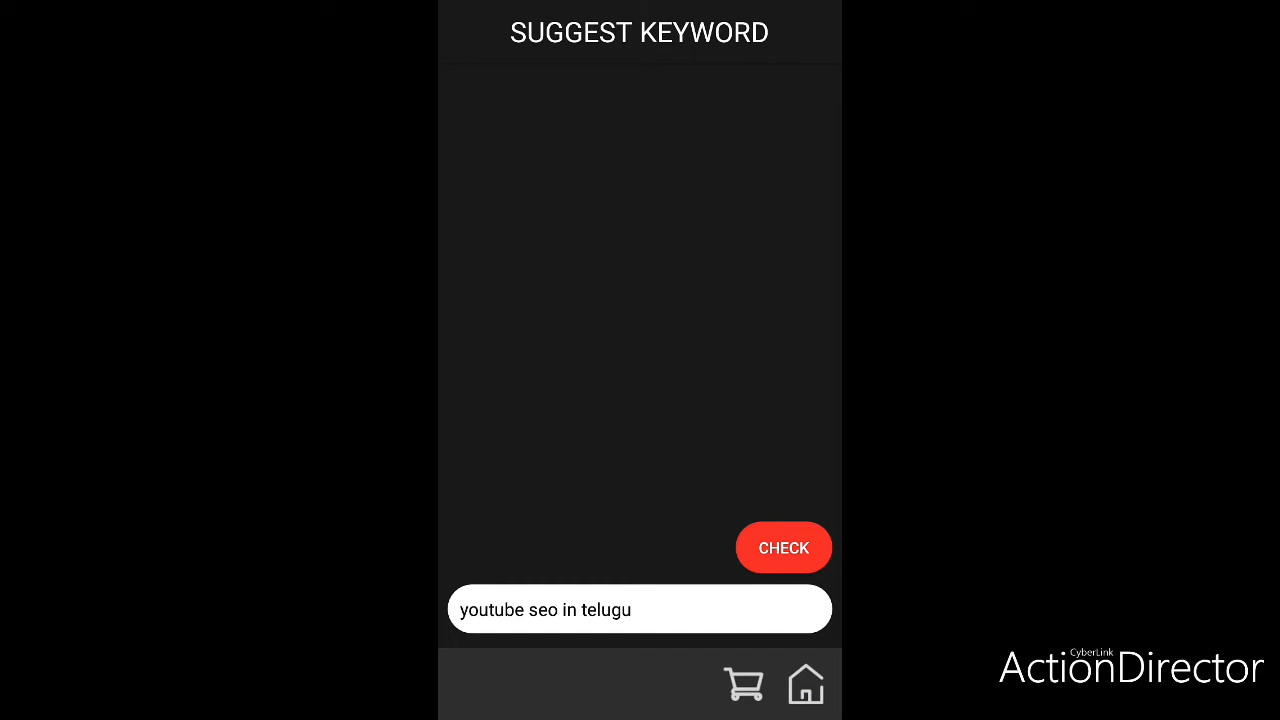 SUGGEST KEYWORD
CHECK
youtube seo in telugu
CyberLink
ActionDirector